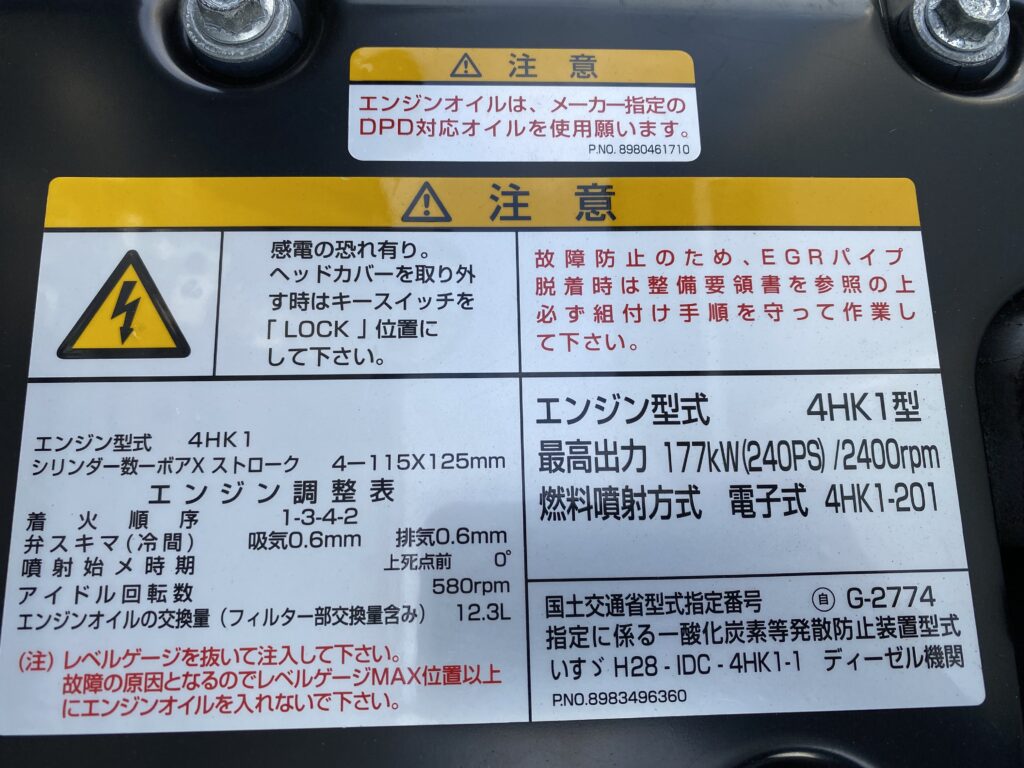 注意
エンジンオイルは、メーカー指定の
DPD対応オイルを使用願います。
P.NO. 8980461710
注意
感電の恐れ有り。
ヘッドカバーを取り外
す時はキースイッチを
「LOCK」位置に
して下さい。
故障防止のため、EGRパイプ
脱着時は整備要領書を参照の上
必ず組付け手順を守って作業し
て下さい。
エンジン型式 4HK1
シリンダー数ーボアX ストローク 4ー115X125mm
エンジン調整表
着火順序 1-3-4-2
弁スキマ(冷間) 吸気0.6mm 排気0.6mm
噴射始メ時期 上死点前 0°
アイドル回転数 580rpm
エンジンオイルの交換量(フィルター部交換量含み) 12.3L
(注) レベルゲージを抜いて注入して下さい。
故障の原因となるのでレベルゲージMAX位置以上
にエンジンオイルを入れないで下さい。
エンジン型式 4HK1型
最高出力 177kW(240PS)/2400rpm
燃料噴射方式 電子式 4HK1-201
国土交通省型式指定番号 ㊀自 G-2774
指定に係る一酸化炭素等発散防止装置型式
いすゞ H28-IDC-4HK1-1 ディーゼル機関
P.NO.8983496360